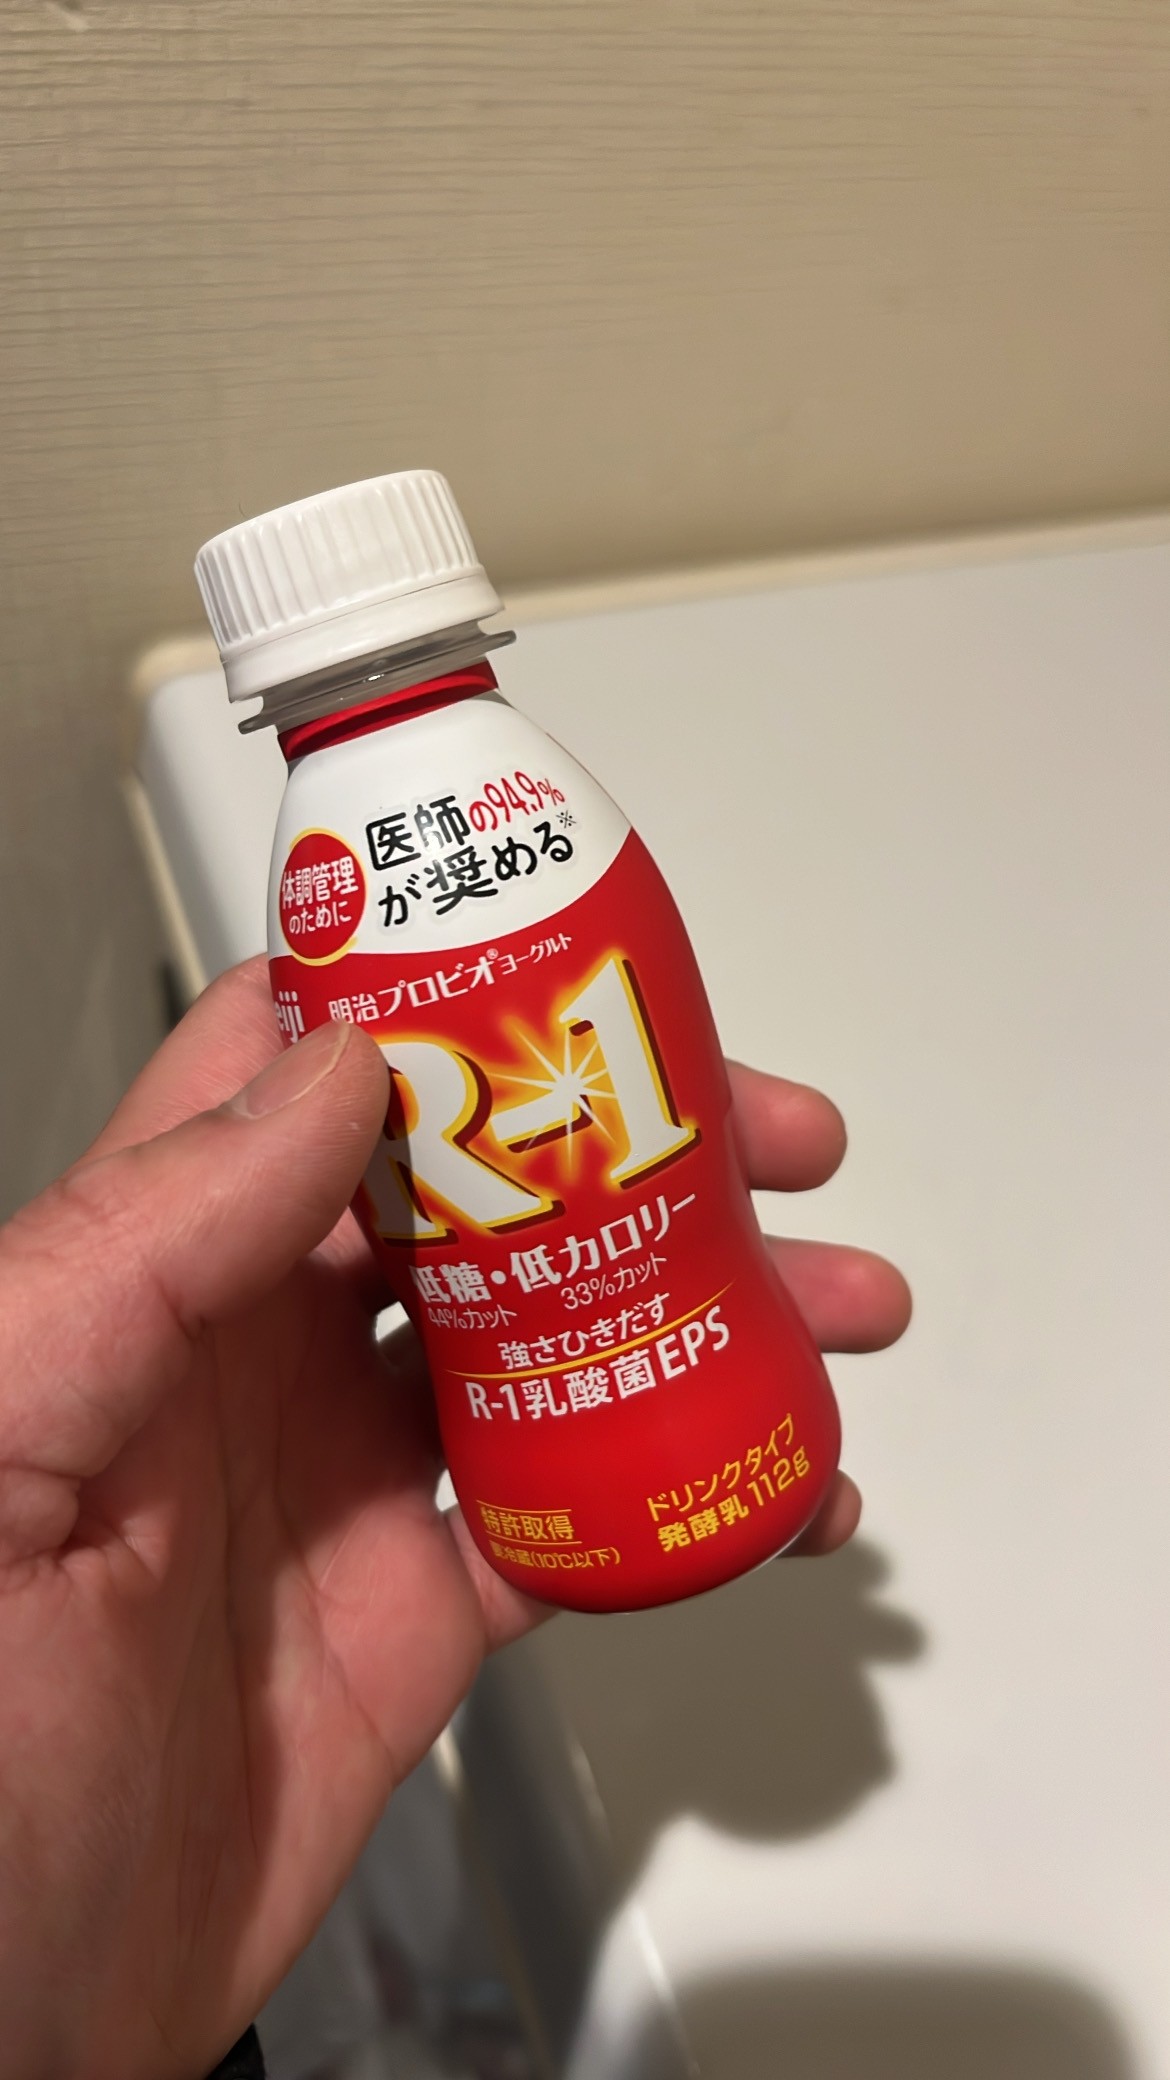 医師の94.9%
が奨める※
体調管理
のために
eiji
明治プロビオ®ヨーグルト
R-1
低糖・低カロリー
44%カット 33%カット
強さひきだす
R-1乳酸菌EPS
ドリンクタイプ
発酵乳 112g
特許取得
要冷蔵(10℃以下)